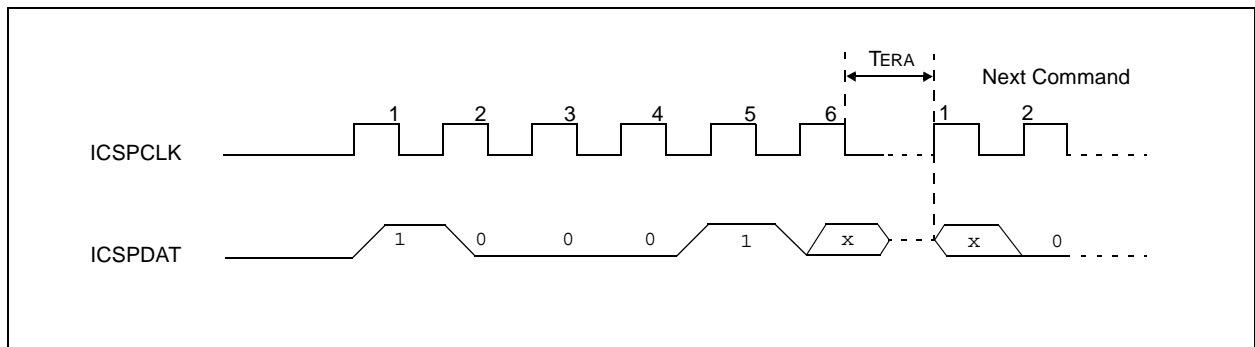 TERA
Next Command
1 2 3 4 5 6 1 2
ICSPCLK
ICSPDAT
1 0 0 0 1 x x 0